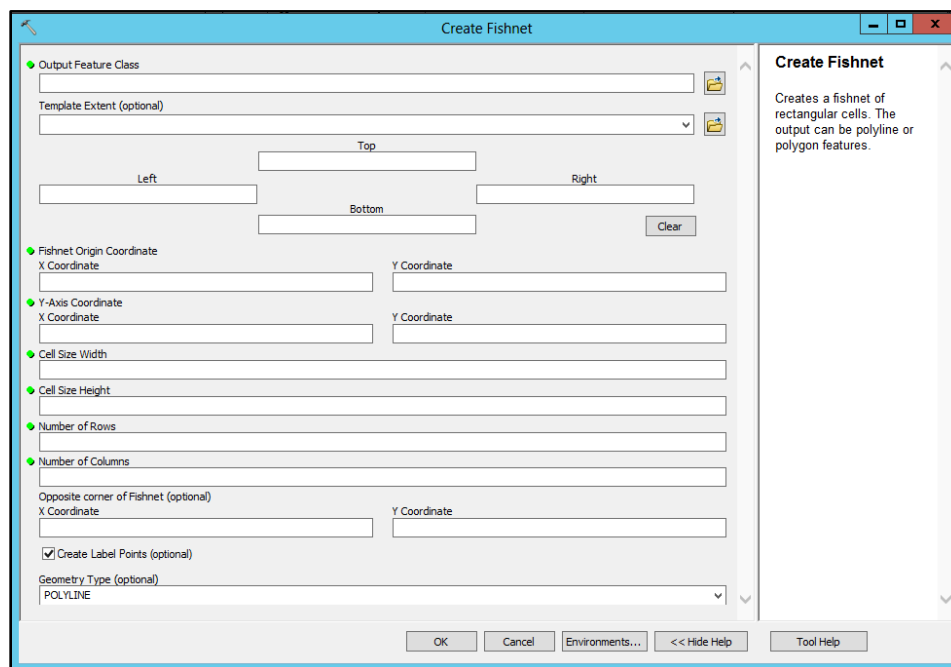 Create Fishnet
Output Feature Class
Template Extent (optional)
Top
Left
Right
Bottom
Clear
Fishnet Origin Coordinate
X Coordinate
Y Coordinate
Y-Axis Coordinate
X Coordinate
Y Coordinate
Cell Size Width
Cell Size Height
Number of Rows
Number of Columns
Opposite corner of Fishnet (optional)
X Coordinate
Y Coordinate
Create Label Points (optional)
Geometry Type (optional)
POLYLINE
Create Fishnet
Creates a fishnet of
rectangular cells. The
output can be polyline or
polygon features.
OK
Cancel
Environments...
<< Hide Help
Tool Help